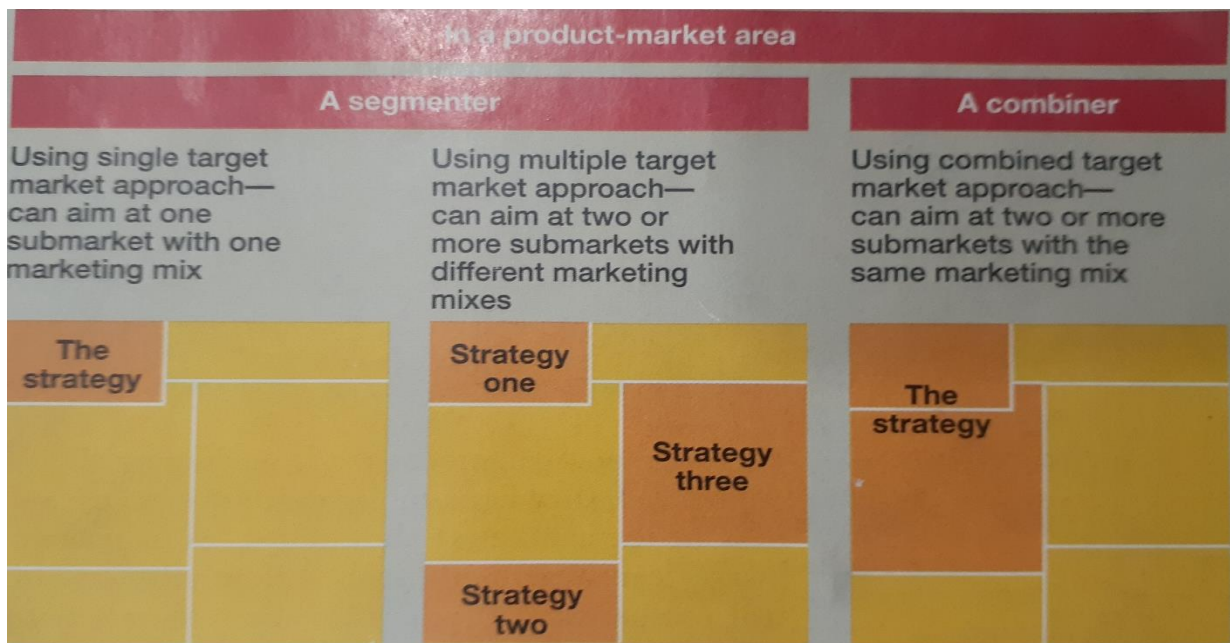 In a product-market area
A segmenter
A combiner
Using single target
market approach—
can aim at one
submarket with one
marketing mix
Using multiple target
market approach—
can aim at two or
more submarkets with
different marketing
mixes
Using combined target
market approach—
can aim at two or more
submarkets with the
same marketing mix
The
strategy
Strategy
one
Strategy
three
Strategy
two
The
strategy